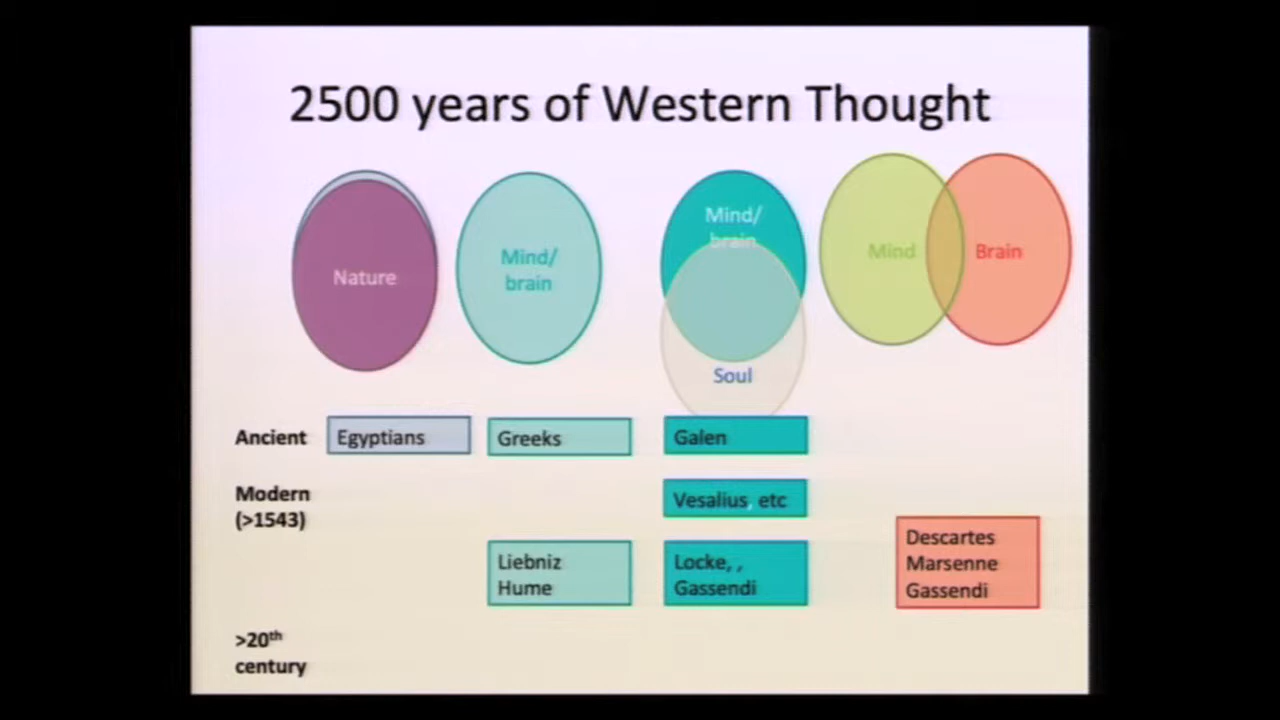 2500 years of Western Thought
Nature
Mind/
brain
Mind/
brain
Soul
Mind
Brain
Ancient
Egyptians
Greeks
Galen
Modern
(>1543)
Vesalius, etc
Liebniz
Hume
Locke, ,
Gassendi
Descartes
Marsenne
Gassendi
>20th
century